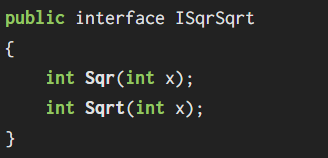 public interface ISqrSqrt
{
    int Sqr(int x);
    int Sqrt(int x);
}